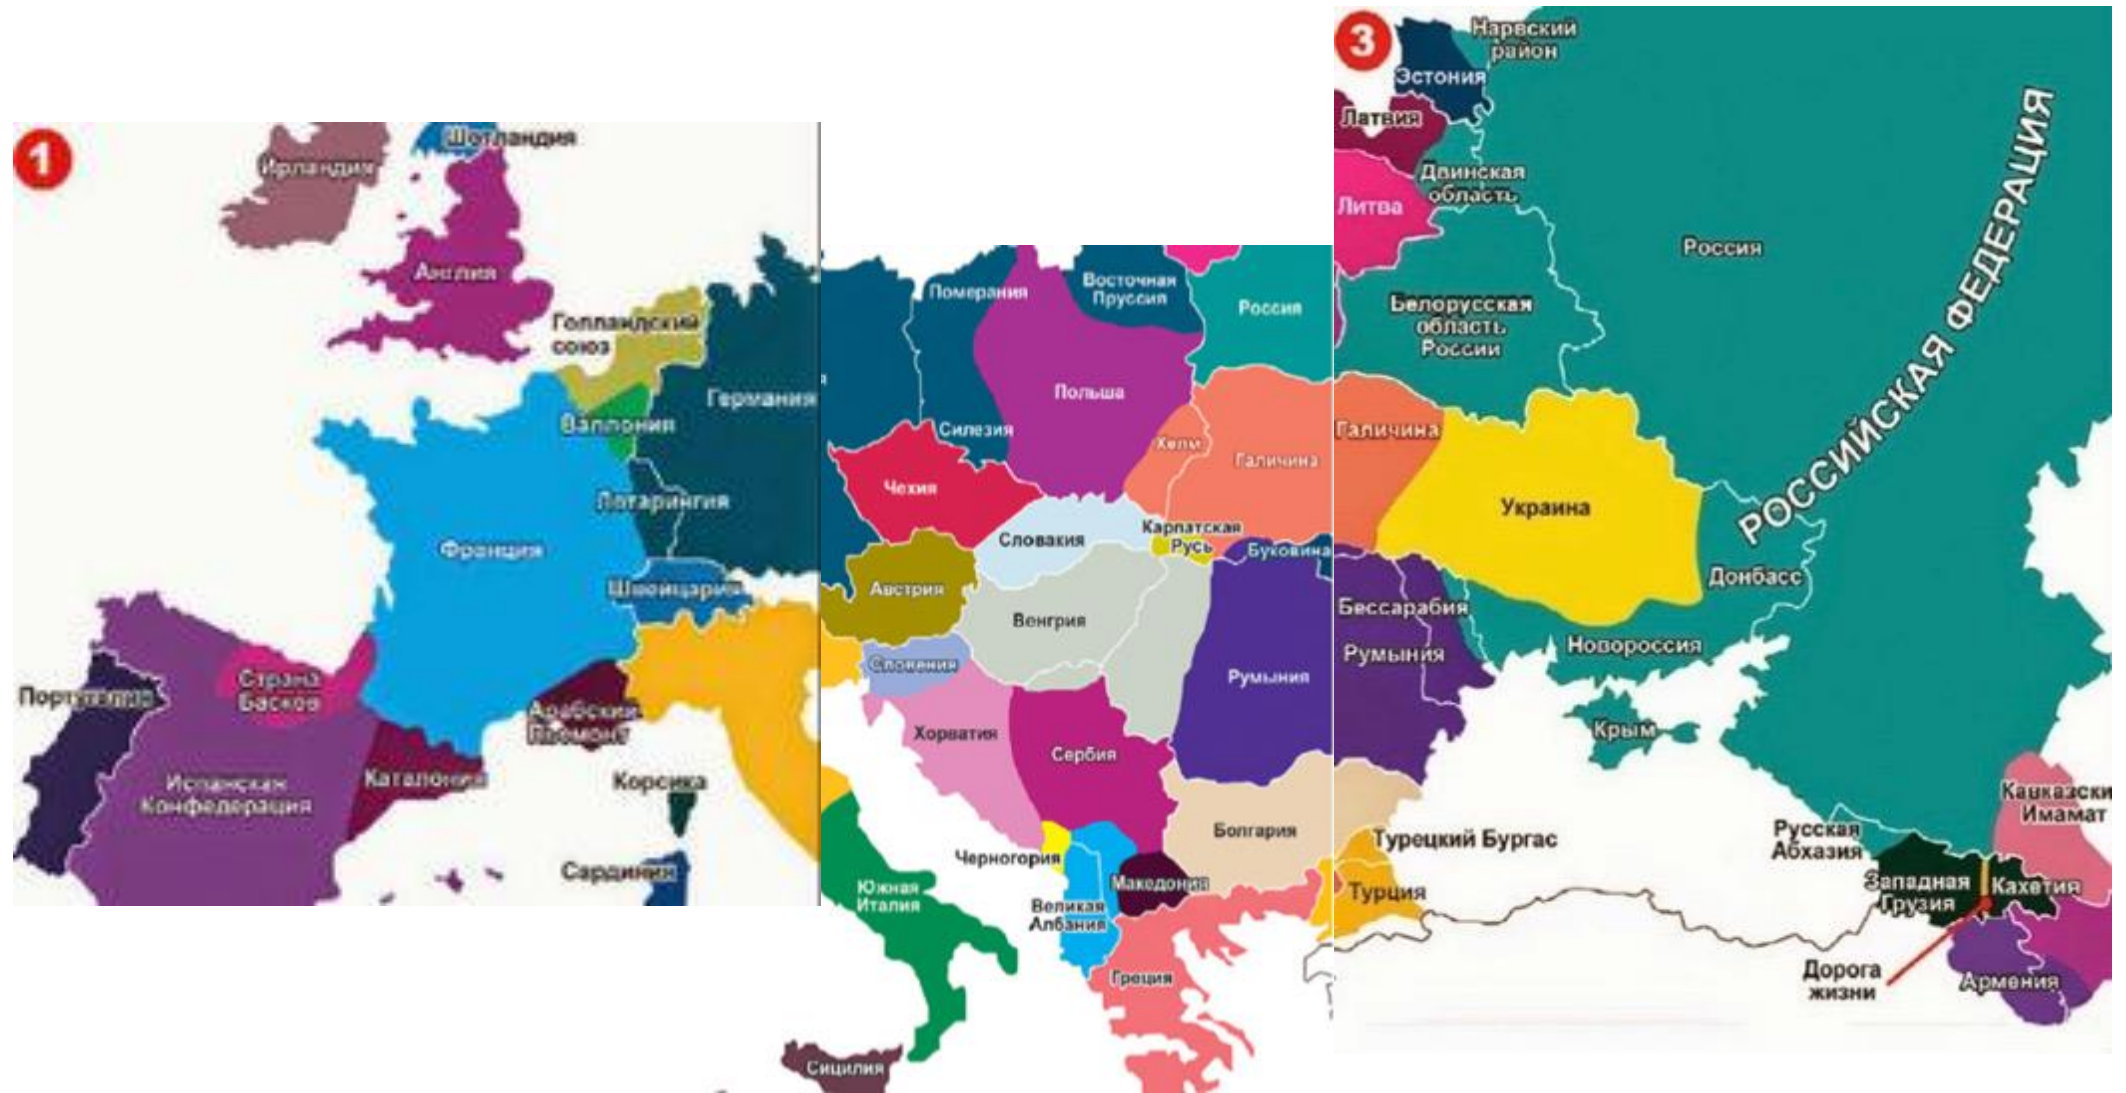 1
Шотландия
Ирландия
Англия
Голландский
союз
Германия
Валлония
Лотарингия
Франция
Швейцария
Страна
Басков
Португалия
Арабский
Пьемонт
Испанская
Конфедерация
Каталония
Корсика
Сардиния
Померания
Восточная
Пруссия
Россия
Польша
Силезия
Хелм
Галичина
Чехия
Словакия
Карпатская
Русь
Буковина
Австрия
Венгрия
Словения
Румыния
Хорватия
Сербия
Болгария
Черногория
Македония
Великая
Албания
Южная
Италия
Греция
Сицилия
3
Нарвский
район
Эстония
Латвия
Двинская
область
Литва
Россия
РОССИЙСКАЯ ФЕДЕРАЦИЯ
Белорусская
область
России
Галичина
Украина
Донбасс
Бессарабия
Новороссия
Румыния
Крым
Кавказски
Имамат
Турецкий Бургас
Русская
Абхазия
Турция
Западная
Грузия
Кахетия
Дорога
жизни
Армения